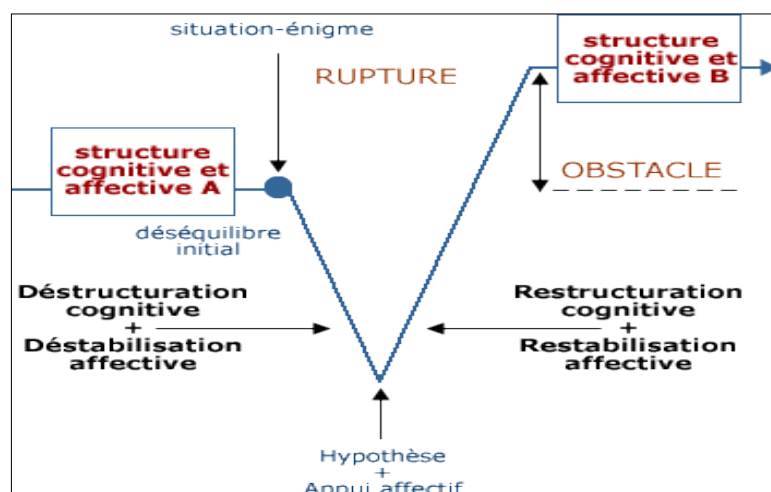 situation-énigme
RUPTURE
structure
cognitive et
affective B
structure
cognitive et
affective A
OBSTACLE
déséquilibre
initial
Déstructuration
cognitive
+
Déstabilisation
affective
Restructuration
cognitive
+
Restabilisation
affective
Hypothèse
+
Appui affectif